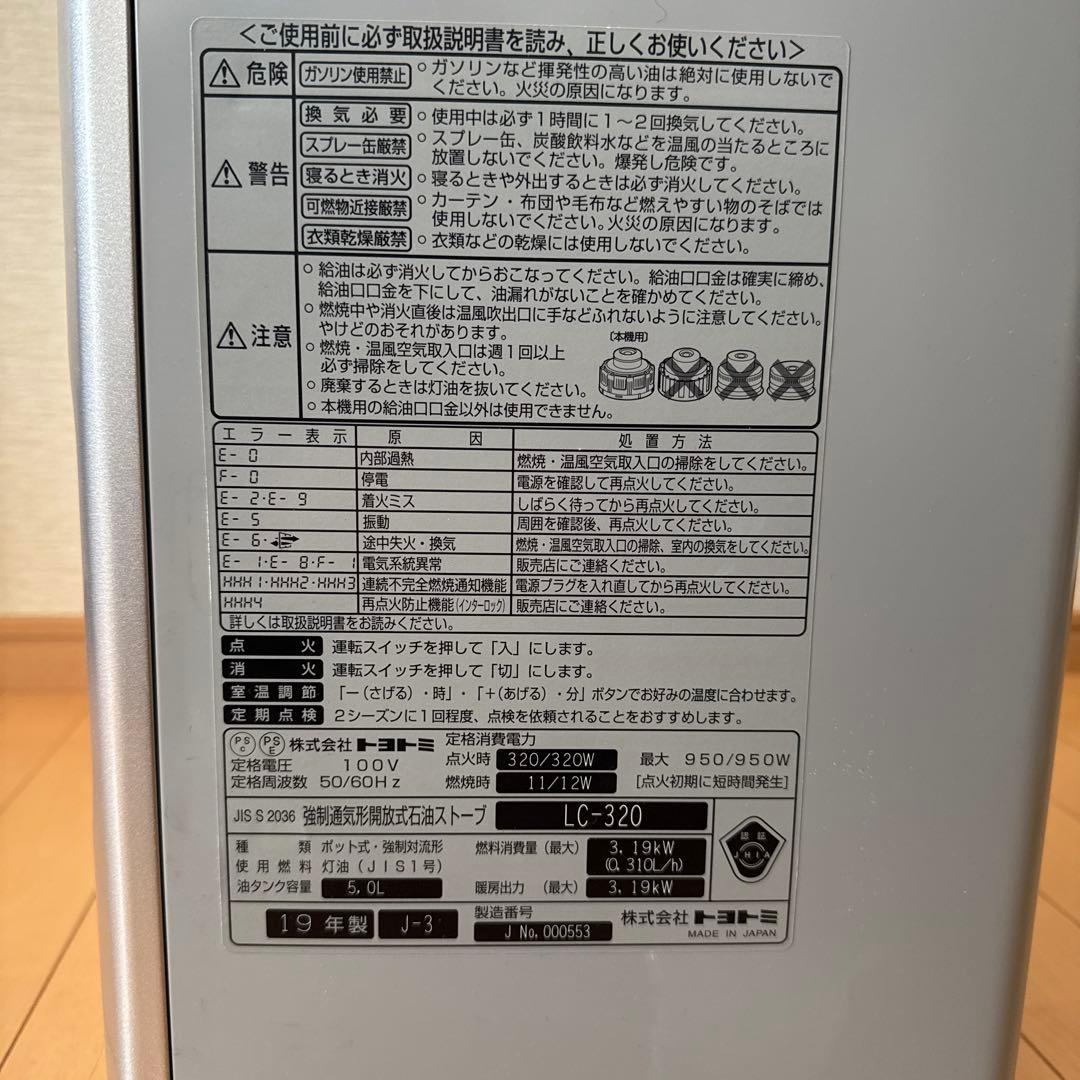 ＜ご使用前に必ず取扱説明書を読み、正しくお使いください＞
危険 ガソリン使用禁止 ○ガソリンなど揮発性の高い油は絶対に使用しないで
ください。火災の原因になります。
警告 換気必要 ○使用中は必ず1時間に1～2回換気してください。
スプレー缶厳禁 ○スプレー缶、炭酸飲料水などを温風の当たるところに
放置しないでください。爆発し危険です。
寝るとき消火 ○寝るときや外出するときは必ず消火してください。
可燃物近接厳禁 ○カーテン・布団や毛布など燃えやすい物のそばでは
使用しないでください。火災の原因になります。
衣類乾燥厳禁 ○衣類などの乾燥には使用しないでください。
注意 ○給油は必ず消火してからおこなってください。給油口口金は確実に締め、
給油口口金を下にして、油漏れがないことを確かめてください。
○燃焼中や消火直後は温風吹出口に手などふれないように注意してください。
やけどのおそれがあります。
〔本機用〕
○燃焼・温風空気取入口は週1回以上
必ず掃除をしてください。
○廃棄するときは灯油を抜いてください。
○本機用の給油口口金以外は使用できません。
エラー表示 原因 処置方法
E-0 内部過熱 燃焼・温風空気取入口の掃除をしてください。
F-0 停電 電源を確認して再点火してください。
E-2・E-9 着火ミス しばらく待ってから再点火してください。
E-5 振動 周囲を確認後、再点火してください。
E-6・ 途中失火・換気 燃焼・温風空気取入口の掃除、室内の換気をしてください。
E-1・E-8・F-1 電気系統異常 販売店にご連絡ください。
HHH1・HHH2・HHH3 連続不完全燃焼通知機能 電源プラグを入れ直してから再点火してください。
HHH4 再点火防止機能(インターロック) 販売店にご連絡ください。
詳しくは取扱説明書をお読みください。
点火 運転スイッチを押して「入」にします。
消火 運転スイッチを押して「切」にします。
室温調節 「－(さげる)・時」・「＋(あげる)・分」ボタンでお好みの温度に合わせます。
定期点検 2シーズンに1回程度、点検を依頼されることをおすすめします。
PSC PSE 株式会社トヨトミ 定格消費電力
定格電圧 100V 点火時 320/320W 最大 950/950W
定格周波数 50/60Hz 燃焼時 11/12W [点火初期に短時間発生]
JIS S 2036 強制通気形開放式石油ストーブ LC-320
種類 ポット式・強制対流形 燃料消費量(最大) 3.19kW
(0.310L/h)
使用燃料 灯油(JIS1号)
油タンク容量 5.0L 暖房出力(最大) 3.19kW
認証
JHIA
19年製 J-3 製造番号 J No.000553 株式会社トヨトミ
MADE IN JAPAN